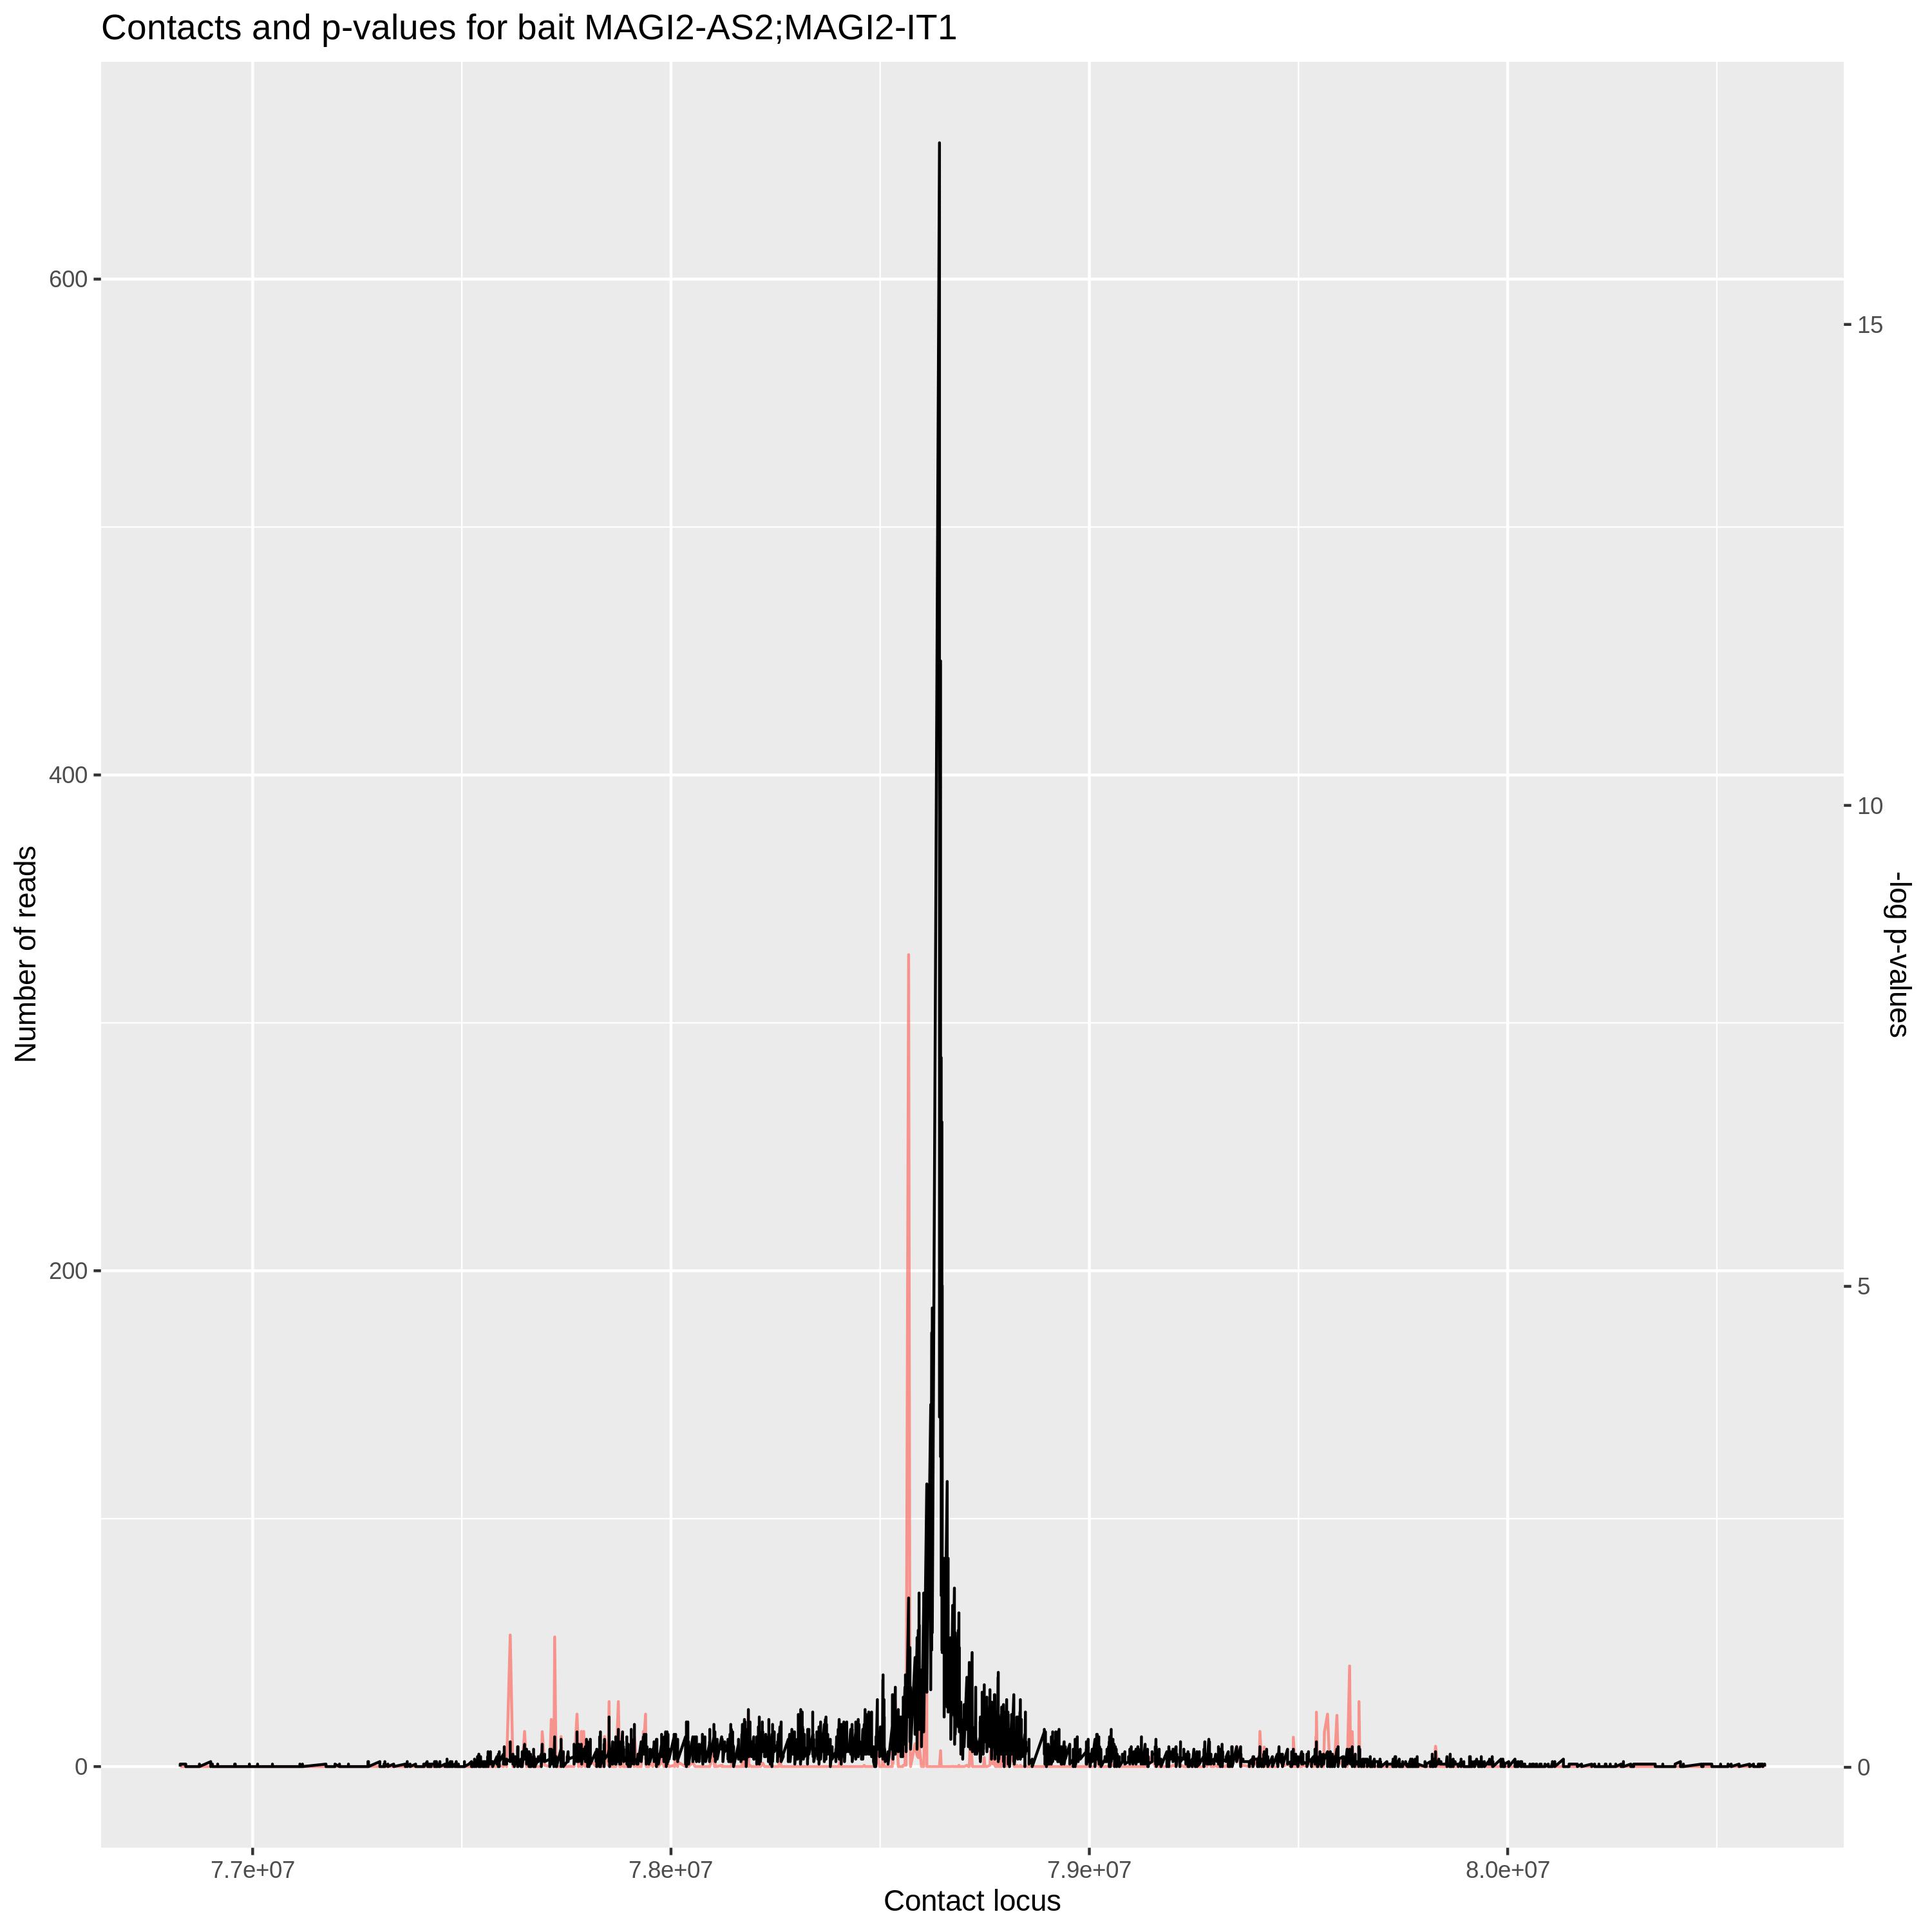 Contacts and p-values for bait MAGI2-AS2;MAGI2-IT1
600
400
200
0
Number of reads
15
10
5
0
-log p-values
7.7e+07
7.8e+07
7.9e+07
8.0e+07
Contact locus